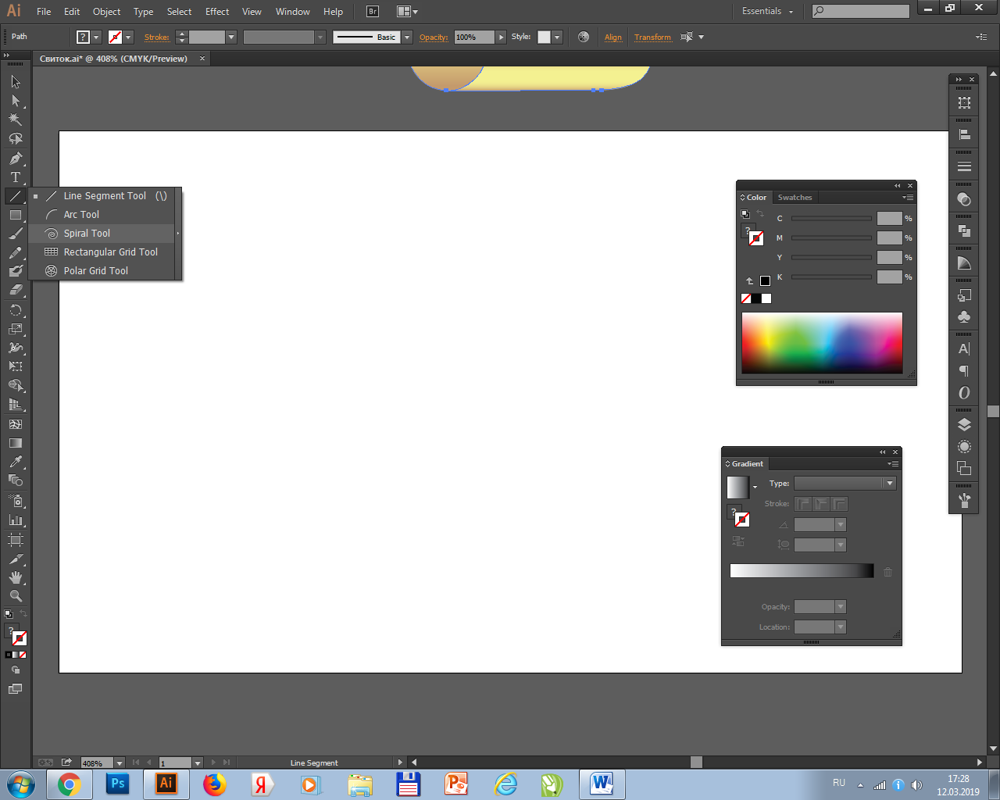 Ai File Edit Object Type Select Effect View Window Help Br Essentials
Path ? Stroke: Basic Opacity: 100% Style: Align Transform
Свиток.ai* @ 408% (CMYK/Preview)
T
Line Segment Tool (\)
Arc Tool
Spiral Tool
Rectangular Grid Tool
Polar Grid Tool
?
Color Swatches
?
C %
M %
Y %
K %
Gradient
Type:
Stroke:
?
Opacity:
Location:
A
¶
O
408% 1 Line Segment
Ps Ai Я P W RU 17:28
12.03.2019